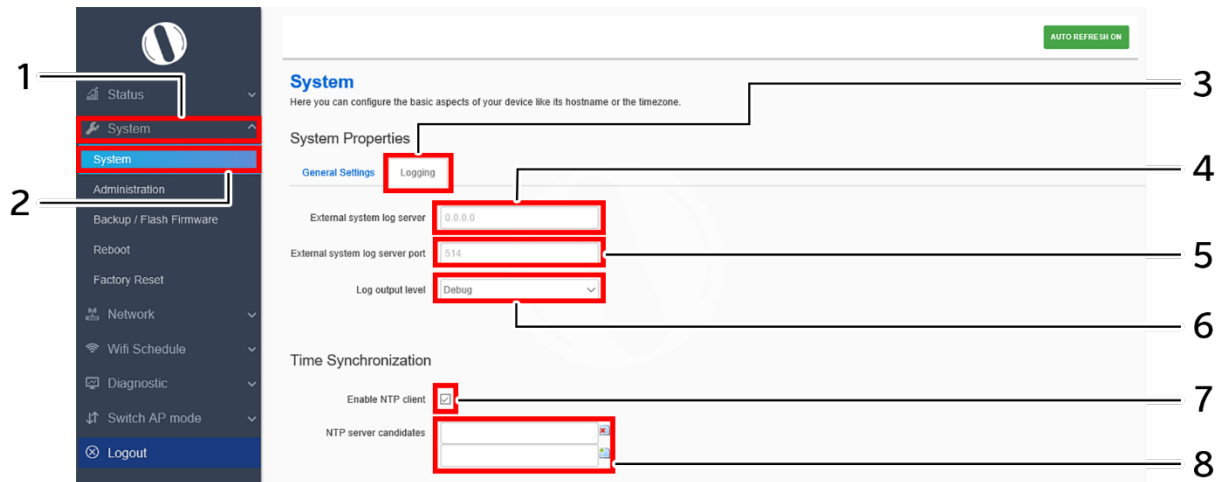 AUTO REFRESH ON
1
Status
System
System
2
Administration
Backup / Flash Firmware
Reboot
Factory Reset
Network
Wifi Schedule
Diagnostic
Switch AP mode
Logout
System
3
Here you can configure the basic aspects of your device like its hostname or the timezone.
System Properties
General Settings
Logging
4
External system log server
0.0.0.0
External system log server port
514
5
Log output level
Debug
6
Time Synchronization
Enable NTP client
7
NTP server candidates
8